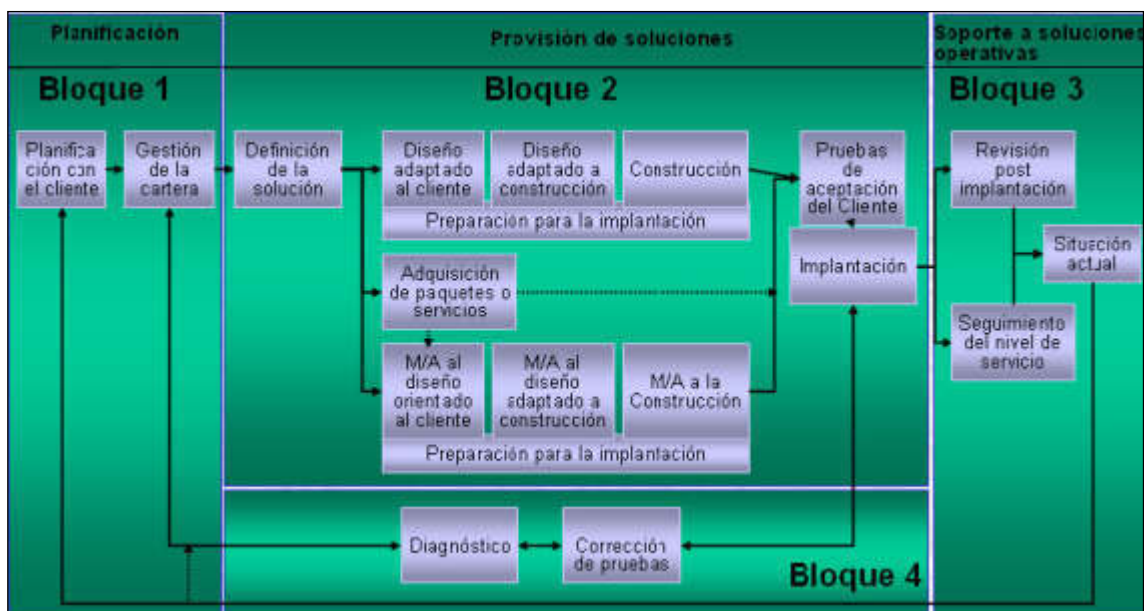 Planificación
Provisión de soluciones
Soporte a soluciones
operativas
Bloque 1
Bloque 2
Bloque 3
Planifica
ción con
el cliente
Gestión
de la
cartera
Definición
de la
solución
Diseño
adaptado
al cliente
Diseño
adaptado a
construcción
Construcción
Preparación para la implantación
Pruebas
de
aceptación
del Cliente
Implantación
Adquisición
de paquetes o
servicios
M/A al
diseño
orientado
al cliente
M/A al
diseño
adaptado a
construcción
M/A a la
Construcción
Preparación para la implantación
Revisión
post
implantación
Situación
actual
Seguimiento
del nivel de
servicio
Diagnóstico
Corrección
de pruebas
Bloque 4